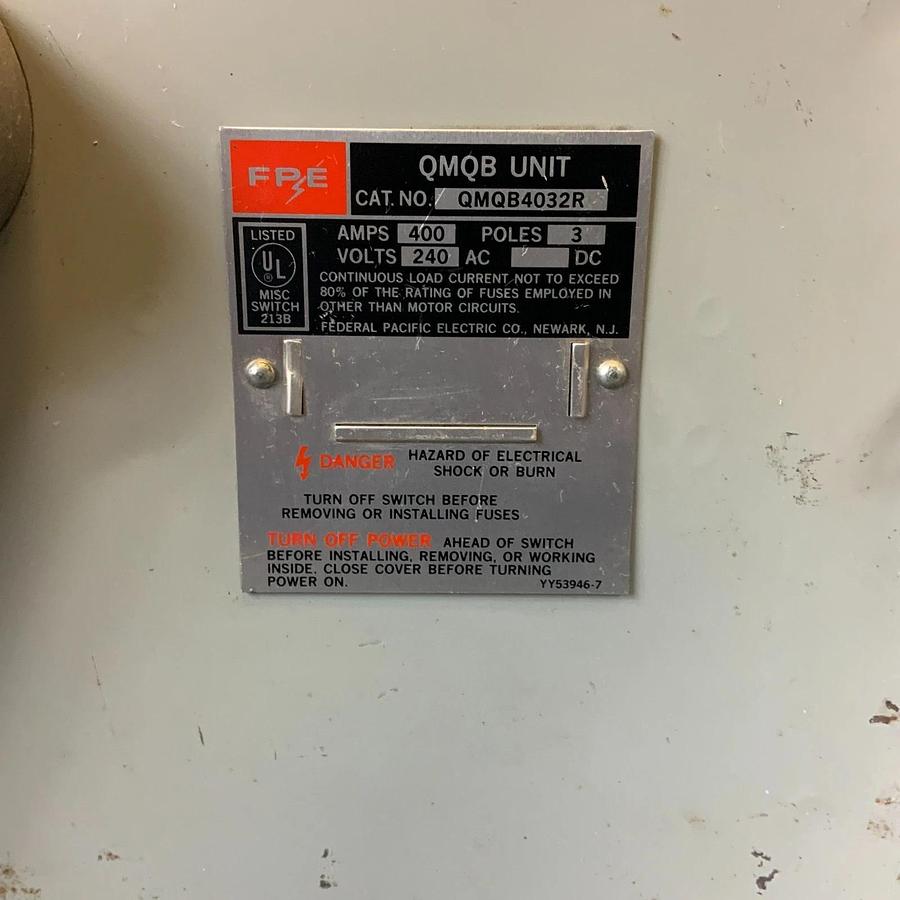 FPE
QMQB UNIT
CAT. NO. QMQB4032R
LISTED
UL
®
MISC
SWITCH
213B
AMPS 400 POLES 3
VOLTS 240 AC DC
CONTINUOUS LOAD CURRENT NOT TO EXCEED
80% OF THE RATING OF FUSES EMPLOYED IN
OTHER THAN MOTOR CIRCUITS.
FEDERAL PACIFIC ELECTRIC CO., NEWARK, N.J.
DANGER HAZARD OF ELECTRICAL
SHOCK OR BURN
TURN OFF SWITCH BEFORE
REMOVING OR INSTALLING FUSES
TURN OFF POWER AHEAD OF SWITCH
BEFORE INSTALLING, REMOVING, OR WORKING
INSIDE. CLOSE COVER BEFORE TURNING
POWER ON. YY53946-7